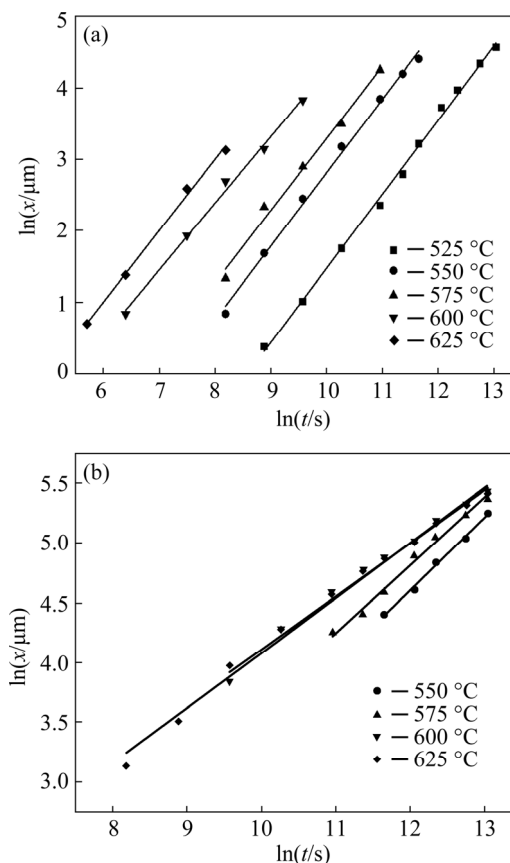 (a)
5
4
3
2
1
0
ln(x/μm)
6 7 8 9 10 11 12 13
ln(t/s)
— 525 °C
— 550 °C
— 575 °C
— 600 °C
— 625 °C
(b)
5.5
5.0
4.5
4.0
3.5
3.0
ln(x/μm)
8 9 10 11 12 13
ln(t/s)
— 550 °C
— 575 °C
— 600 °C
— 625 °C